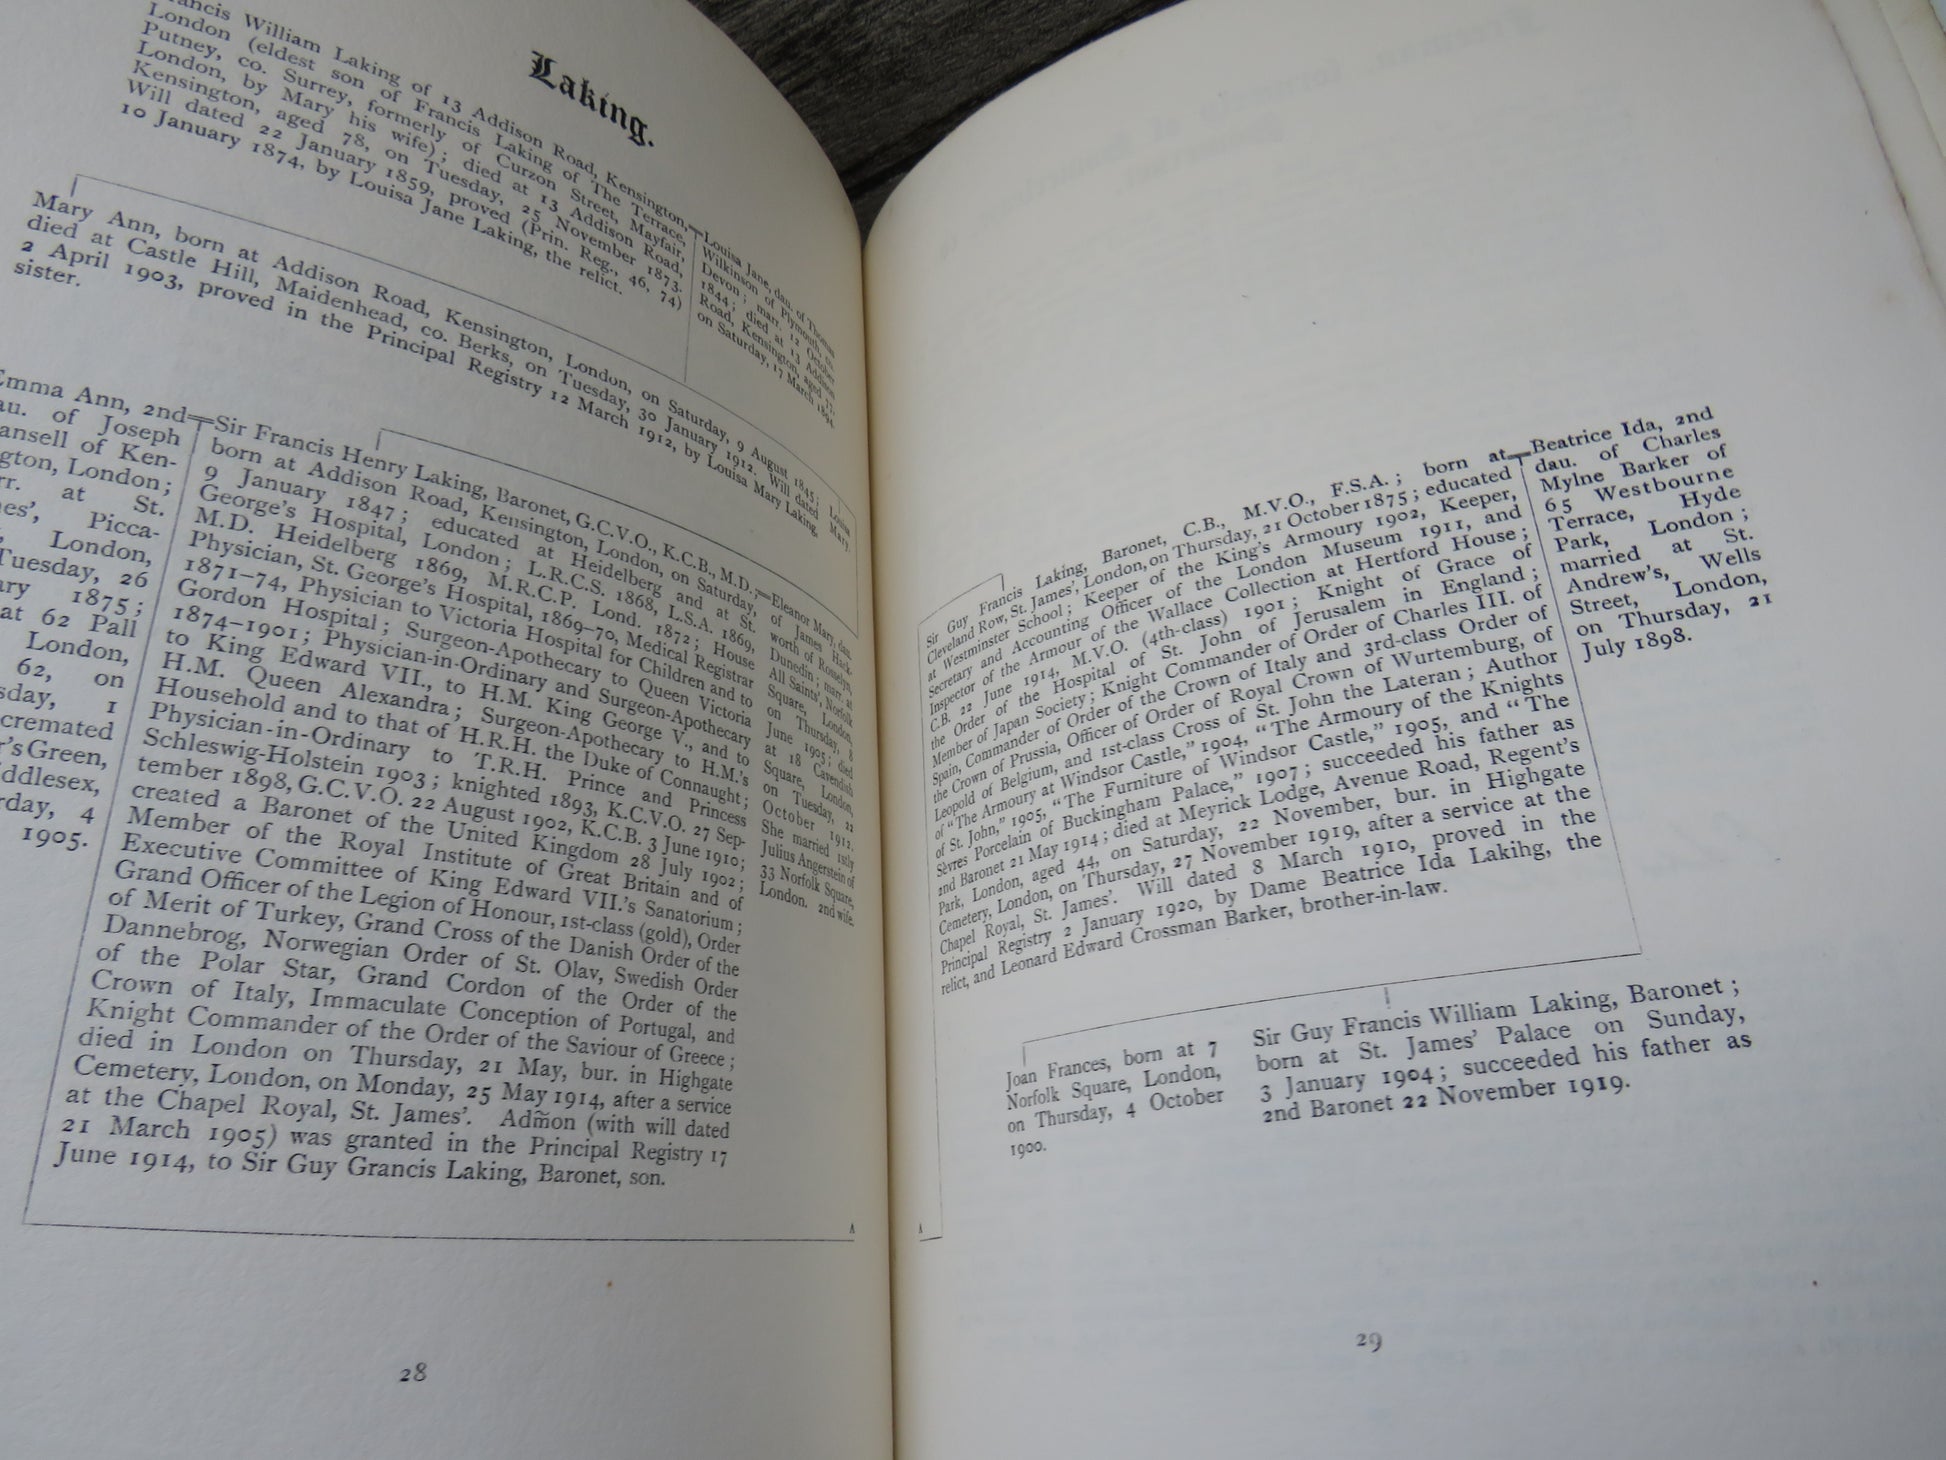 Laking.
Francis William Laking of 13 Addison Road, Kensington,
London (eldest son of Francis Laking of The Terrace,
Putney, co. Surrey, formerly of Curzon Street, Mayfair,
London, by Mary his wife); died at 13 Addison Road,
Kensington, aged 78, on Tuesday, 25 November 1873.
Will dated 22 January 1859, proved (Prin. Reg., 46, 74)
10 January 1874, by Louisa Jane Laking, the relict.
Louisa Jane, dau. of Thomas
Wilkinson of Plymouth, co.
Devon; marr. 12 October
1844; died at 13 Addison
Road, Kensington, aged 77,
on Saturday, 17 March 1894.
Mary Ann, born at Addison Road, Kensington, London, on Saturday, 9 August 1845;
died at Castle Hill, Maidenhead, co. Berks, on Tuesday, 30 January 1912. Will dated
2 April 1903, proved in the Principal Registry 12 March 1912, by Louisa Mary Laking,
sister.
Louisa
Mary.
Emma Ann, 2nd
au. of Joseph
ansell of Ken-
gton, London;
rr. at St.
nes', Picca-
London,
Tuesday, 26
ary 1875;
at 62 Pall
London,
62, on
sday, 1
cremated
r's Green,
iddlesex,
rday, 4
1905.
Sir Francis Henry Laking, Baronet, G.C.V.O., K.C.B., M.D.;
born at Addison Road, Kensington, London, on Saturday,
9 January 1847; educated at Heidelberg and at St.
George's Hospital, London; L.R.C.S. 1868, L.S.A. 1869,
M.D. Heidelberg 1869, M.R.C.P. Lond. 1872; House
Physician, St. George's Hospital, 1869-70, Medical Registrar
1871-74, Physician to Victoria Hospital for Children and to
Gordon Hospital; Surgeon-Apothecary to Queen Victoria
1874-1901; Physician-in-Ordinary and Surgeon-Apothecary
to King Edward VII., to H.M. King George V., and to
H.M. Queen Alexandra; Surgeon-Apothecary to H.M.'s
Household and to that of H.R.H. the Duke of Connaught;
Physician-in-Ordinary to T.R.H. Prince and Princess
Schleswig-Holstein 1903; knighted 1893, K.C.V.O. 27 Sep-
tember 1898, G.C.V.O. 22 August 1902, K.C.B. 3 June 1910;
created a Baronet of the United Kingdom 28 July 1902;
Member of the Royal Institute of Great Britain and of
Executive Committee of King Edward VII.'s Sanatorium;
Grand Officer of the Legion of Honour, 1st-class (gold), Order
of Merit of Turkey, Grand Cross of the Danish Order of the
Dannebrog, Norwegian Order of St. Olav, Swedish Order
of the Polar Star, Grand Cordon of the Order of the
Crown of Italy, Immaculate Conception of Portugal, and
Knight Commander of the Order of the Saviour of Greece;
died in London on Thursday, 21 May, bur. in Highgate
Cemetery, London, on Monday, 25 May 1914, after a service
at the Chapel Royal, St. James'. Adm̃on (with will dated
21 March 1905) was granted in the Principal Registry 17
June 1914, to Sir Guy Grancis Laking, Baronet, son.
Eleanor Mary, dau.
of James Hack-
worth of Rosslyn,
Dunedin; marr. at
All Saints', Norfolk
Square, London,
on Thursday, 8
June 1905; died
at 18 Cavendish
Square, London,
on Tuesday, 22
October 1912.
She married 1stly
Julius Angerstein of
33 Norfolk Square,
London. 2nd wife.
A
28
Sir Guy Francis Laking, Baronet, C.B., M.V.O., F.S.A.; born at
Cleveland Row, St. James', London, on Thursday, 21 October 1875; educated
at Westminster School; Keeper of the King's Armoury 1902, Keeper,
Secretary and Accounting Officer of the London Museum 1911, and
Inspector of the Armour of the Wallace Collection at Hertford House;
C.B. 22 June 1914, M.V.O. (4th-class) 1901; Knight of Grace of
the Order of the Hospital of St. John of Jerusalem in England;
Member of Japan Society; Knight Commander of Order of Charles III. of
Spain, Commander of Order of the Crown of Italy and 3rd-class Order of
the Crown of Prussia, Officer of Order of Royal Crown of Wurtemburg, of
Leopold of Belgium, and 1st-class Cross of St. John the Lateran; Author
of "The Armoury at Windsor Castle," 1904, "The Armoury of the Knights
of St. John," 1905, "The Furniture of Windsor Castle," 1905, and "The
Sèvres Porcelain of Buckingham Palace," 1907; succeeded his father as
2nd Baronet 21 May 1914; died at Meyrick Lodge, Avenue Road, Regent's
Park, London, aged 44, on Saturday, 22 November, bur. in Highgate
Cemetery, London, on Thursday, 27 November 1919, after a service at the
Chapel Royal, St. James'. Will dated 8 March 1910, proved in the
Principal Registry 2 January 1920, by Dame Beatrice Ida Lakihg, the
relict, and Leonard Edward Crossman Barker, brother-in-law.
Beatrice Ida, 2nd
dau. of Charles
Mylne Barker of
65 Westbourne
Terrace, Hyde
Park, London;
married at St.
Andrew's, Wells
Street, London,
on Thursday, 21
July 1898.
Joan Frances, born at 7
Norfolk Square, London,
on Thursday, 4 October
1900.
Sir Guy Francis William Laking, Baronet;
born at St. James' Palace on Sunday,
3 January 1904; succeeded his father as
2nd Baronet 22 November 1919.
A
29